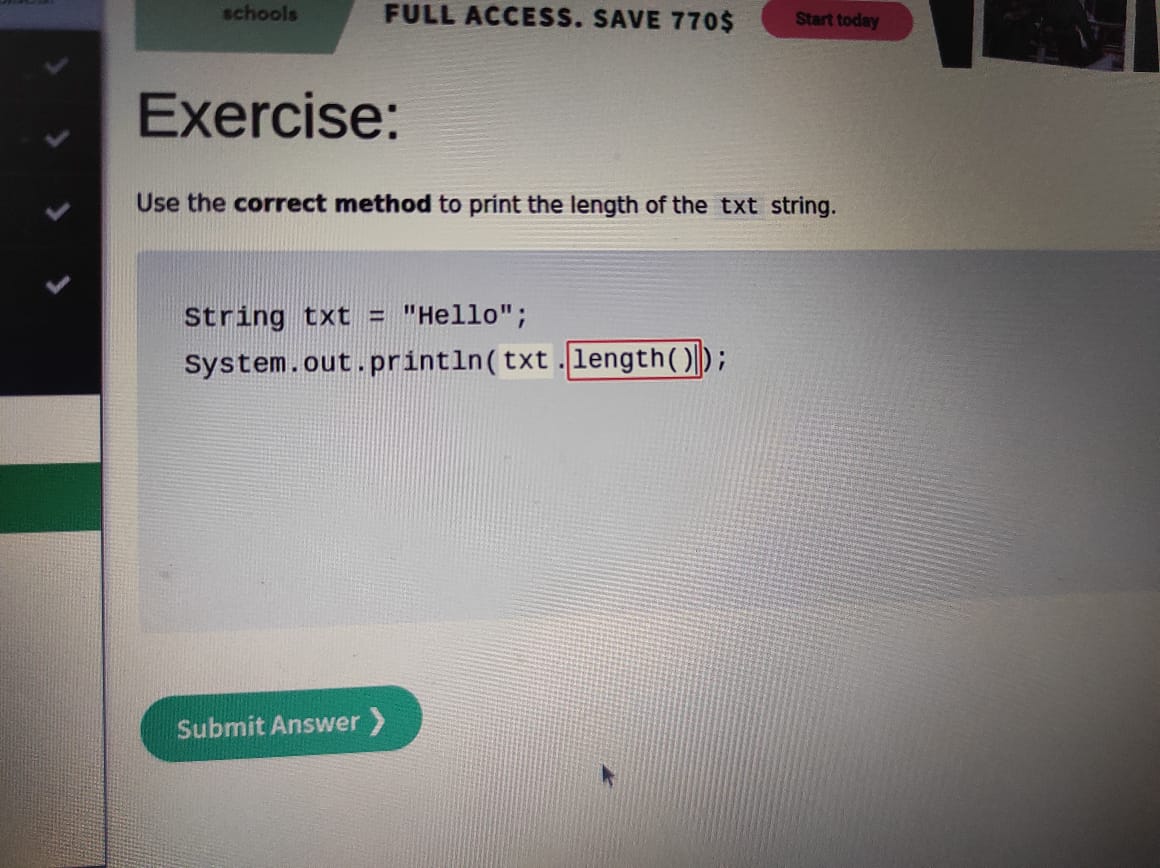 schools
FULL ACCESS. SAVE 770$
Start today
Exercise:
Use the correct method to print the length of the txt string.
String txt = "Hello";
System.out.println(txt.length());
Submit Answer ❯